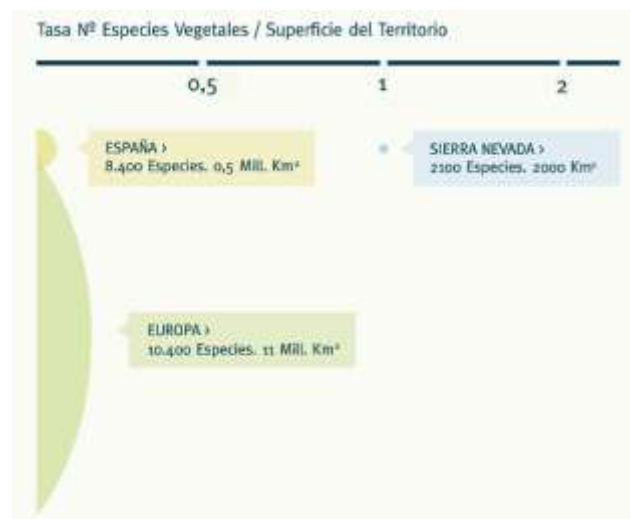 Tasa Nº Especies Vegetales / Superficie del Territorio
0,5 1 2
ESPAÑA ›
8.400 Especies. 0,5 Mill. Km²
SIERRA NEVADA ›
2100 Especies. 2000 Km²
EUROPA ›
10.400 Especies. 11 Mill. Km²